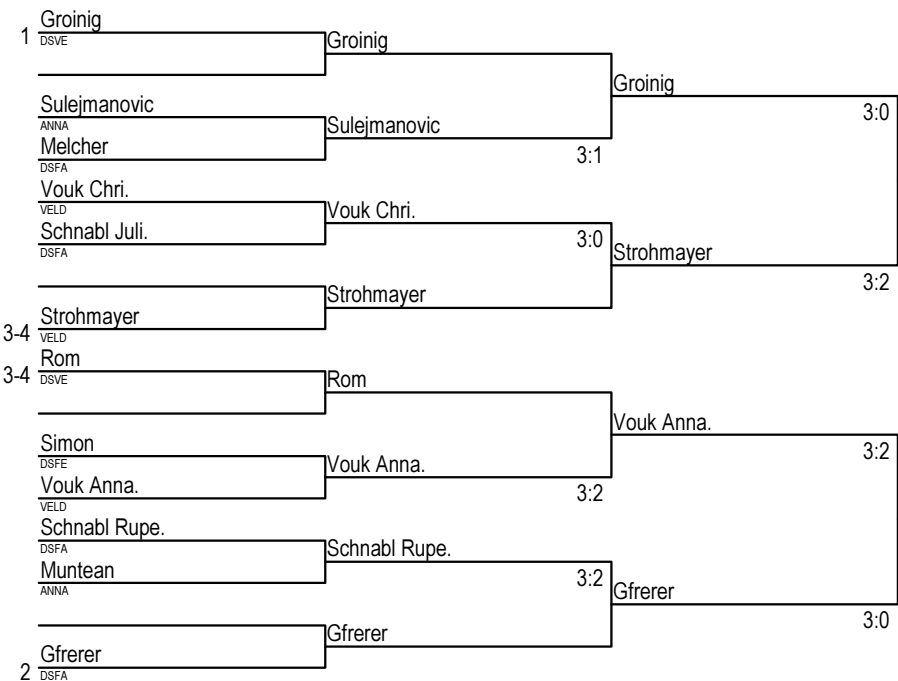 Groinig
1
DSVE
Groinig
Groinig
3:0
Sulejmanovic
ANNA
Sulejmanovic
3:1
Melcher
DSFA
Vouk Chri.
VELD
Vouk Chri.
3:0
Schnabl Juli.
DSFA
Strohmayer
3:2
Strohmayer
3-4 Strohmayer
VELD
3-4 Rom
DSVE
Rom
Vouk Anna.
3:2
Simon
DSFE
Vouk Anna.
3:2
Vouk Anna.
VELD
Schnabl Rupe.
DSFA
Schnabl Rupe.
3:2
Muntean
ANNA
Gfrerer
3:0
Gfrerer
Gfrerer
2
DSFA